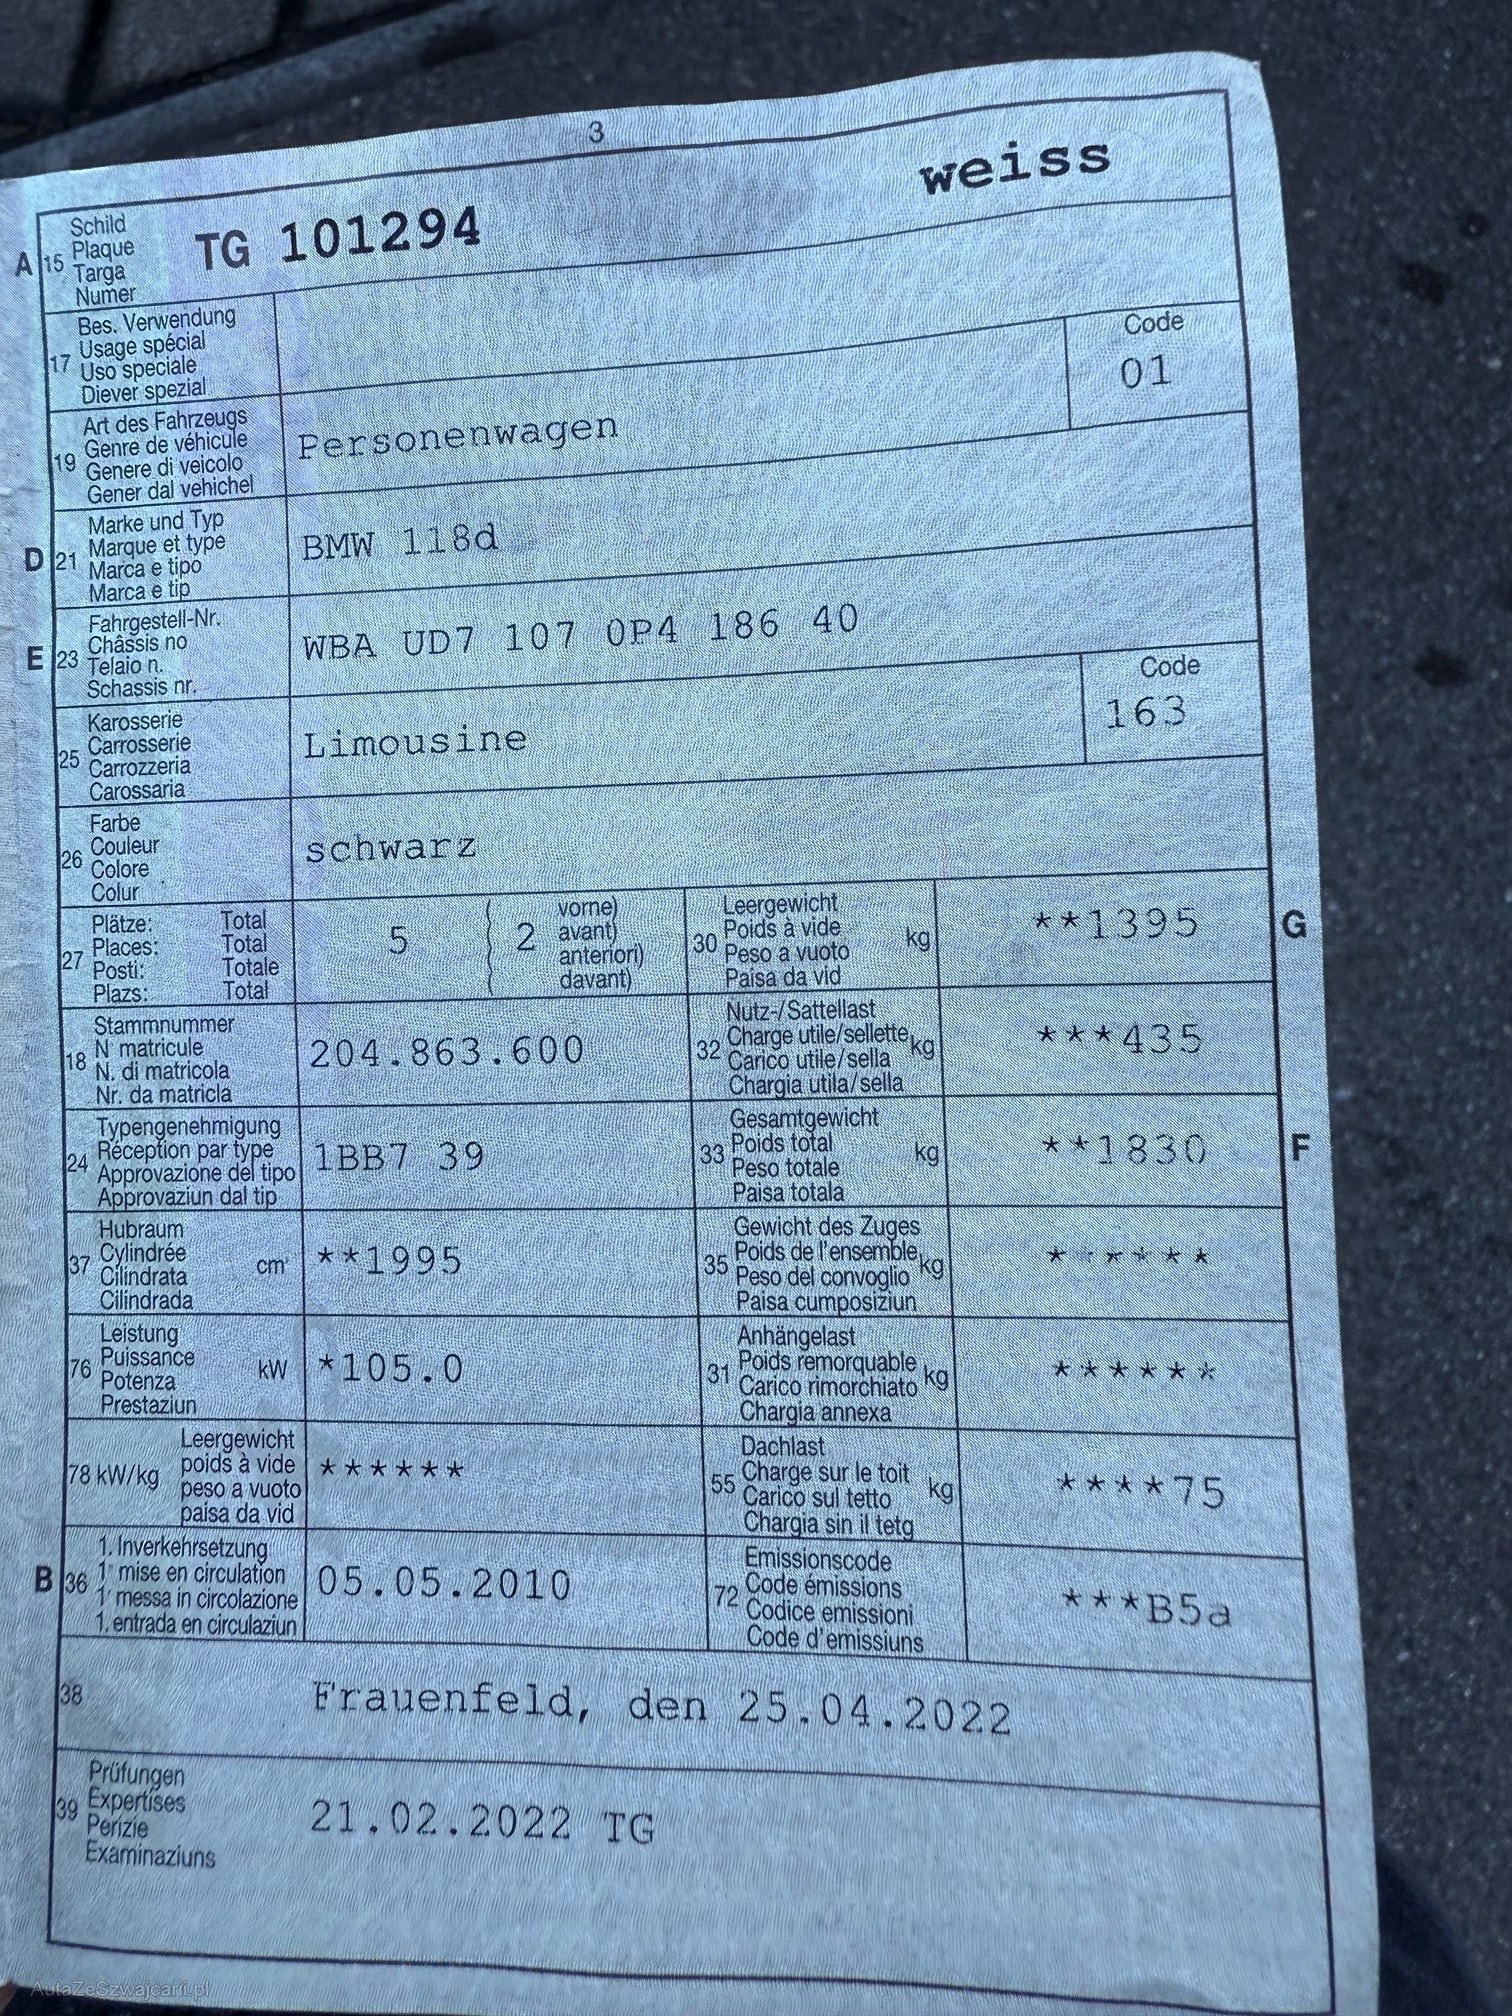 3
A 15 Schild Plaque Targa Numer TG 101294 weiss
17 Bes. Verwendung
Usage spécial
Uso speciale
Diever spezial
19 Art des Fahrzeugs
Genre de véhicule
Genere di veicolo
Gener dal vehichel
Personenwagen
Code
01
D 21 Marke und Typ
Marque et type
Marca e tipo
Marca e tip
BMW 118d
E 23 Fahrgestell-Nr.
Châssis no
Telaio n.
Schassis nr.
WBA UD7 107 0P4 186 40
25 Karosserie
Carrosserie
Carrozzeria
Carossaria
Limousine
Code
163
26 Farbe
Couleur
Colore
Colur
schwarz
27 Plätze: Total
Places: Total
Posti: Totale
Plazs: Total
5 ( 2 vorne)
avant)
anteriori)
davant)
30 Leergewicht
Poids à vide kg
Peso a vuoto
Paisa da vid
**1395 G
18 Stammnummer
N° matricule
N. di matricola
Nr. da matricla
204.863.600
32 Nutz-/Sattellast
Charge utile/sellette kg
Carico utile/sella
Chargia utila/sella
***435
24 Typengenehmigung
Réception par type
Approvazione del tipo
Approvaziun dal tip
1BB7 39
33 Gesamtgewicht
Poids total kg
Peso totale
Paisa totala
**1830 F
37 Hubraum
Cylindrée cm³
Cilindrata
Cilindrada
**1995
35 Gewicht des Zuges
Poids de l'ensemble kg
Peso del convoglio
Paisa cumposiziun
******
76 Leistung
Puissance kW
Potenza
Prestaziun
*105.0
31 Anhängelast
Poids remorquable kg
Carico rimorchiato
Chargia annexa
******
78 kW/kg Leergewicht
poids à vide
peso a vuoto
paisa da vid
******
55 Dachlast
Charge sur le toit kg
Carico sul tetto
Chargia sin il tetg
****75
B 36 1. Inverkehrsetzung
1ʳ mise en circulation
1ʳ messa in circolazione
1. entrada en circulaziun
05.05.2010
72 Emissionscode
Code émissions
Codice emissioni
Code d'emissiuns
***B5a
38 Frauenfeld, den 25.04.2022
39 Prüfungen
Expertises
Perizie
Examinaziuns
21.02.2022 TG
AutaZeSzwajcarii.pl